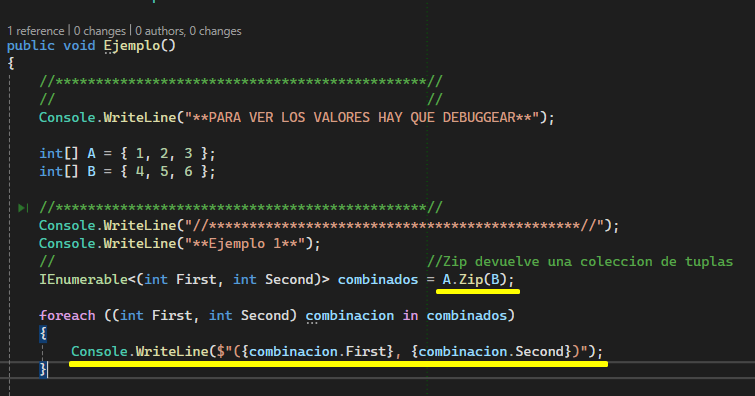 1 reference | 0 changes | 0 authors, 0 changes
public void Ejemplo()
{
//***********************************************//
// //
Console.WriteLine("**PARA VER LOS VALORES HAY QUE DEBUGGEAR**");
int[] A = { 1, 2, 3 };
int[] B = { 4, 5, 6 };
//***********************************************//
Console.WriteLine("//***********************************************//");
Console.WriteLine("**Ejemplo 1**");
// //Zip devuelve una coleccion de tuplas
IEnumerable<(int First, int Second)> combinados = A.Zip(B);
foreach ((int First, int Second) combinacion in combinados)
{
Console.WriteLine($"({combinacion.First}, {combinacion.Second})");
}